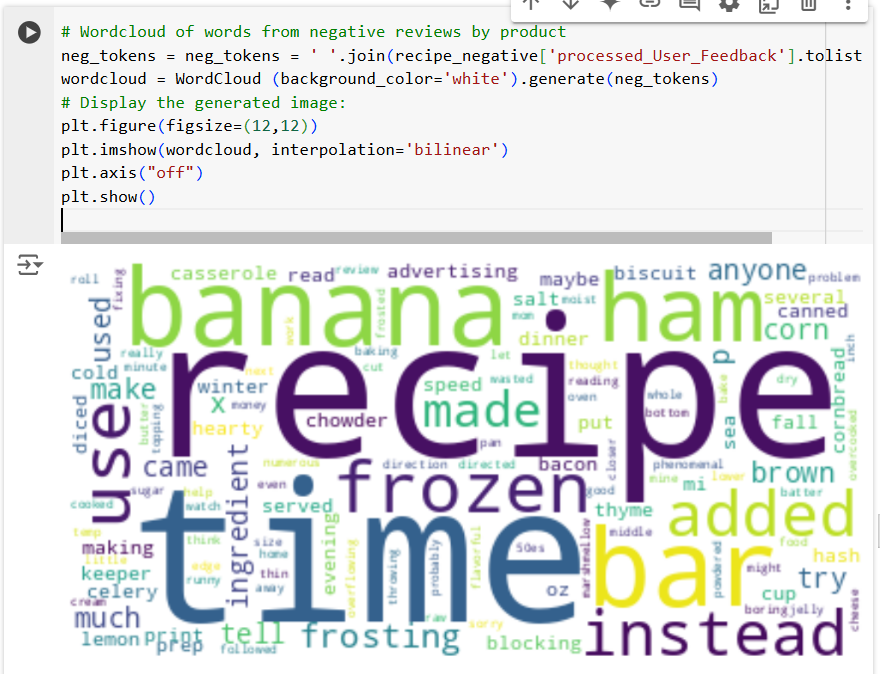 # Wordcloud of words from negative reviews by product
neg_tokens = neg_tokens = ' '.join(recipe_negative['processed_User_Feedback'].tolist
wordcloud = WordCloud (background_color='white').generate(neg_tokens)
# Display the generated image:
plt.figure(figsize=(12,12))
plt.imshow(wordcloud, interpolation='bilinear')
plt.axis("off")
plt.show()
roll
fixing
casserole
read
review
advertising
maybe
biscuit
anyone
problem
banana
ham
used
frosted
salt
moist
mom
several
canned
corn
work
dinner
really
minute
baking
cut
let
thought
p
inch
cold
make
recipe
next
winter
X
money
speed
wasted
reading
oven
whole
bottom
bake
dry
cornbread
diced
butter
topping
hearty
chowder
made
put
sea
fall
overcooked
use
pan
closer
came
ingredient
numerous
direction
directed
bacon
phenomenal
mine
mi
lower
brown
batter
sugar
even
frozen
good
cooked
help
watch
served
time
thyme
added
temp
think
evening
middle
making
little
size
home
50es
marshmallow
bar
powdered
food
hash
keeper
edge
runny
thin
away
overflowing
throwing
probably
flavorful
oz
might
try
celery
cream
cup
boring
jelly
cheese
much
raw
sorry
instead
lemon
print
prep
tell
followed
frosting
blocking